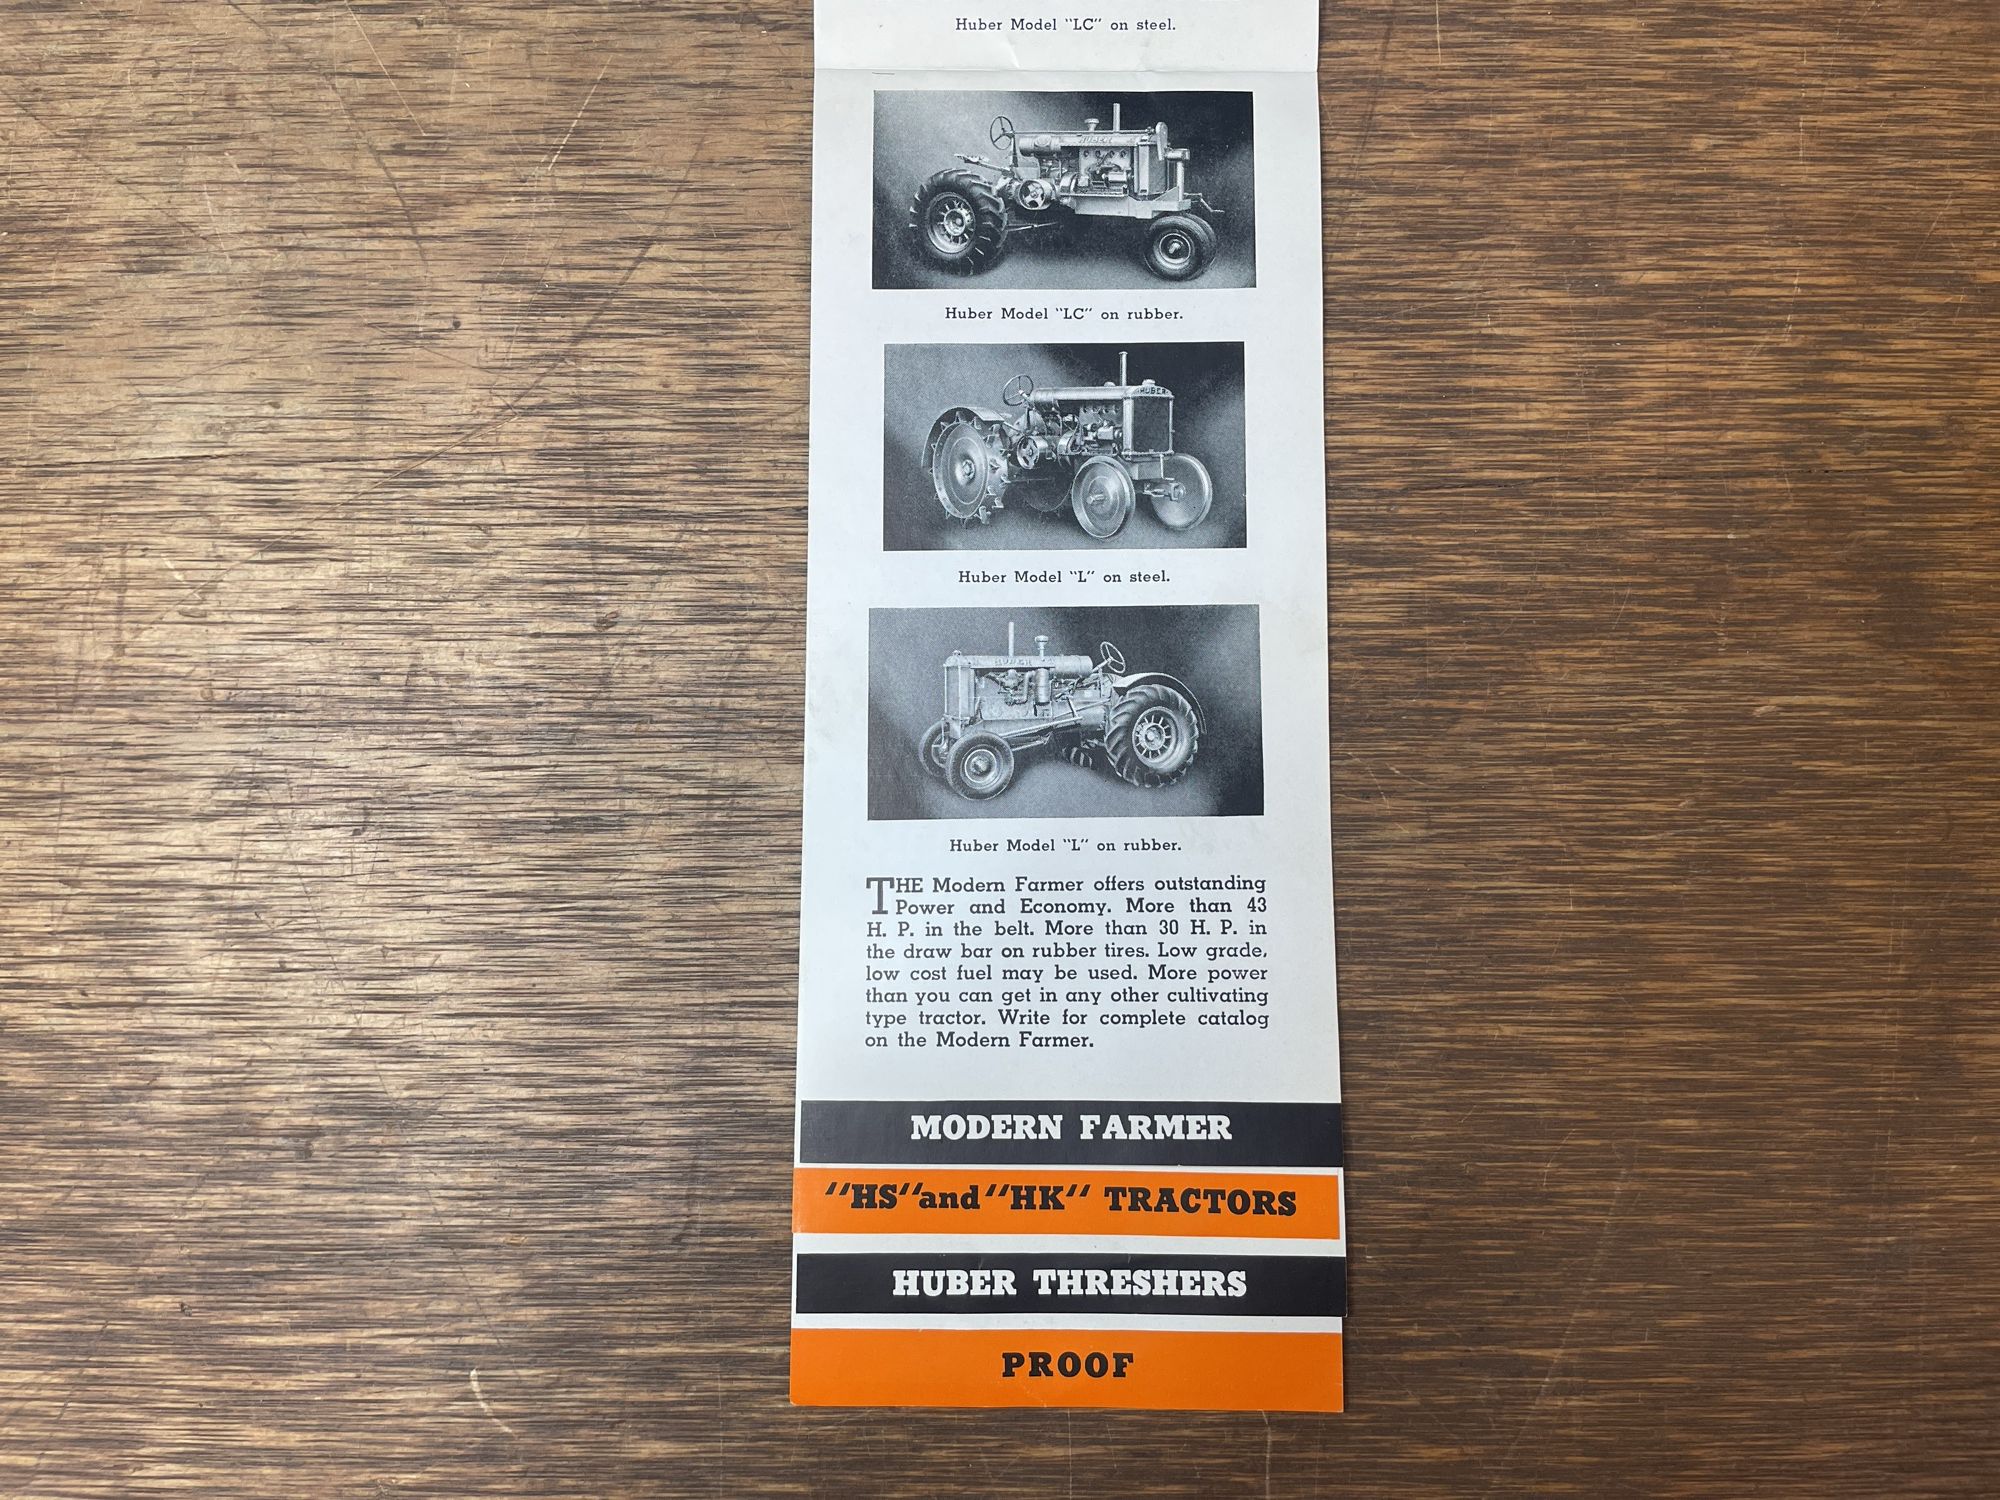 Huber Model "LC" on steel.
HUBER
Huber Model "LC" on rubber.
HUBER
Huber Model "L" on steel.
HUBER
Huber Model "L" on rubber.
THE Modern Farmer offers outstanding
Power and Economy. More than 43
H. P. in the belt. More than 30 H. P. in
the draw bar on rubber tires. Low grade,
low cost fuel may be used. More power
than you can get in any other cultivating
type tractor. Write for complete catalog
on the Modern Farmer.
MODERN FARMER
"HS" and "HK" TRACTORS
HUBER THRESHERS
PROOF